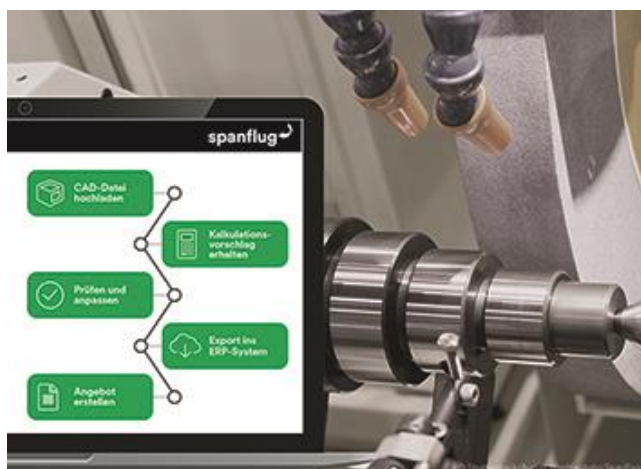 spanflug
CAD-Datei
hochladen
Kalkulations-
vorschlag
erhalten
Prüfen und
anpassen
Export ins
ERP-System
Angebot
erstellen